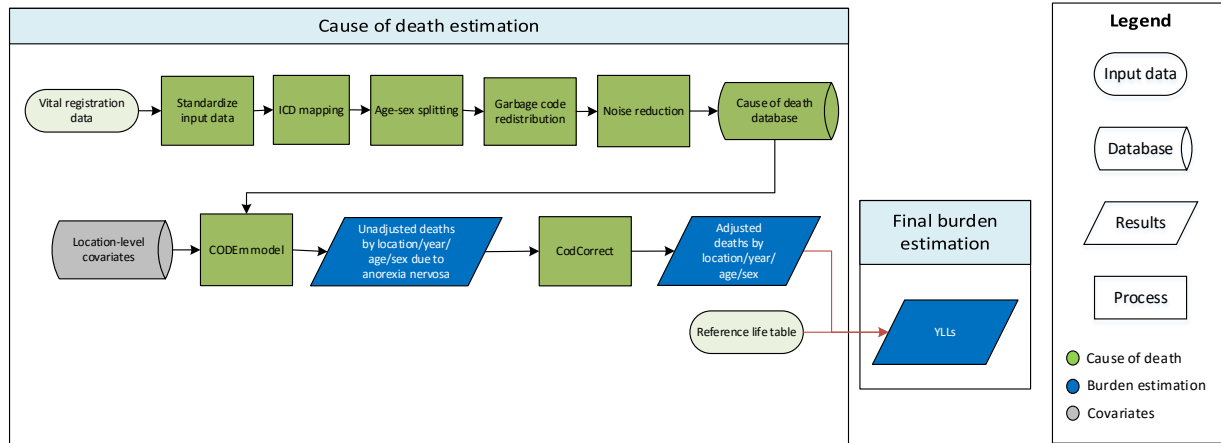 Cause of death estimation
Vital registration
data
Standardize
input data
ICD mapping
Age-sex splitting
Garbage code
redistribution
Noise reduction
Cause of death
database
Location-level
covariates
CODEm model
Unadjusted deaths
by location/year/
age/sex due to
anorexia nervosa
CodCorrect
Adjusted
deaths by
location/year/
age/sex
Reference life table
Final burden
estimation
YLLs
Legend
Input data
Database
Results
Process
Cause of death
Burden estimation
Covariates